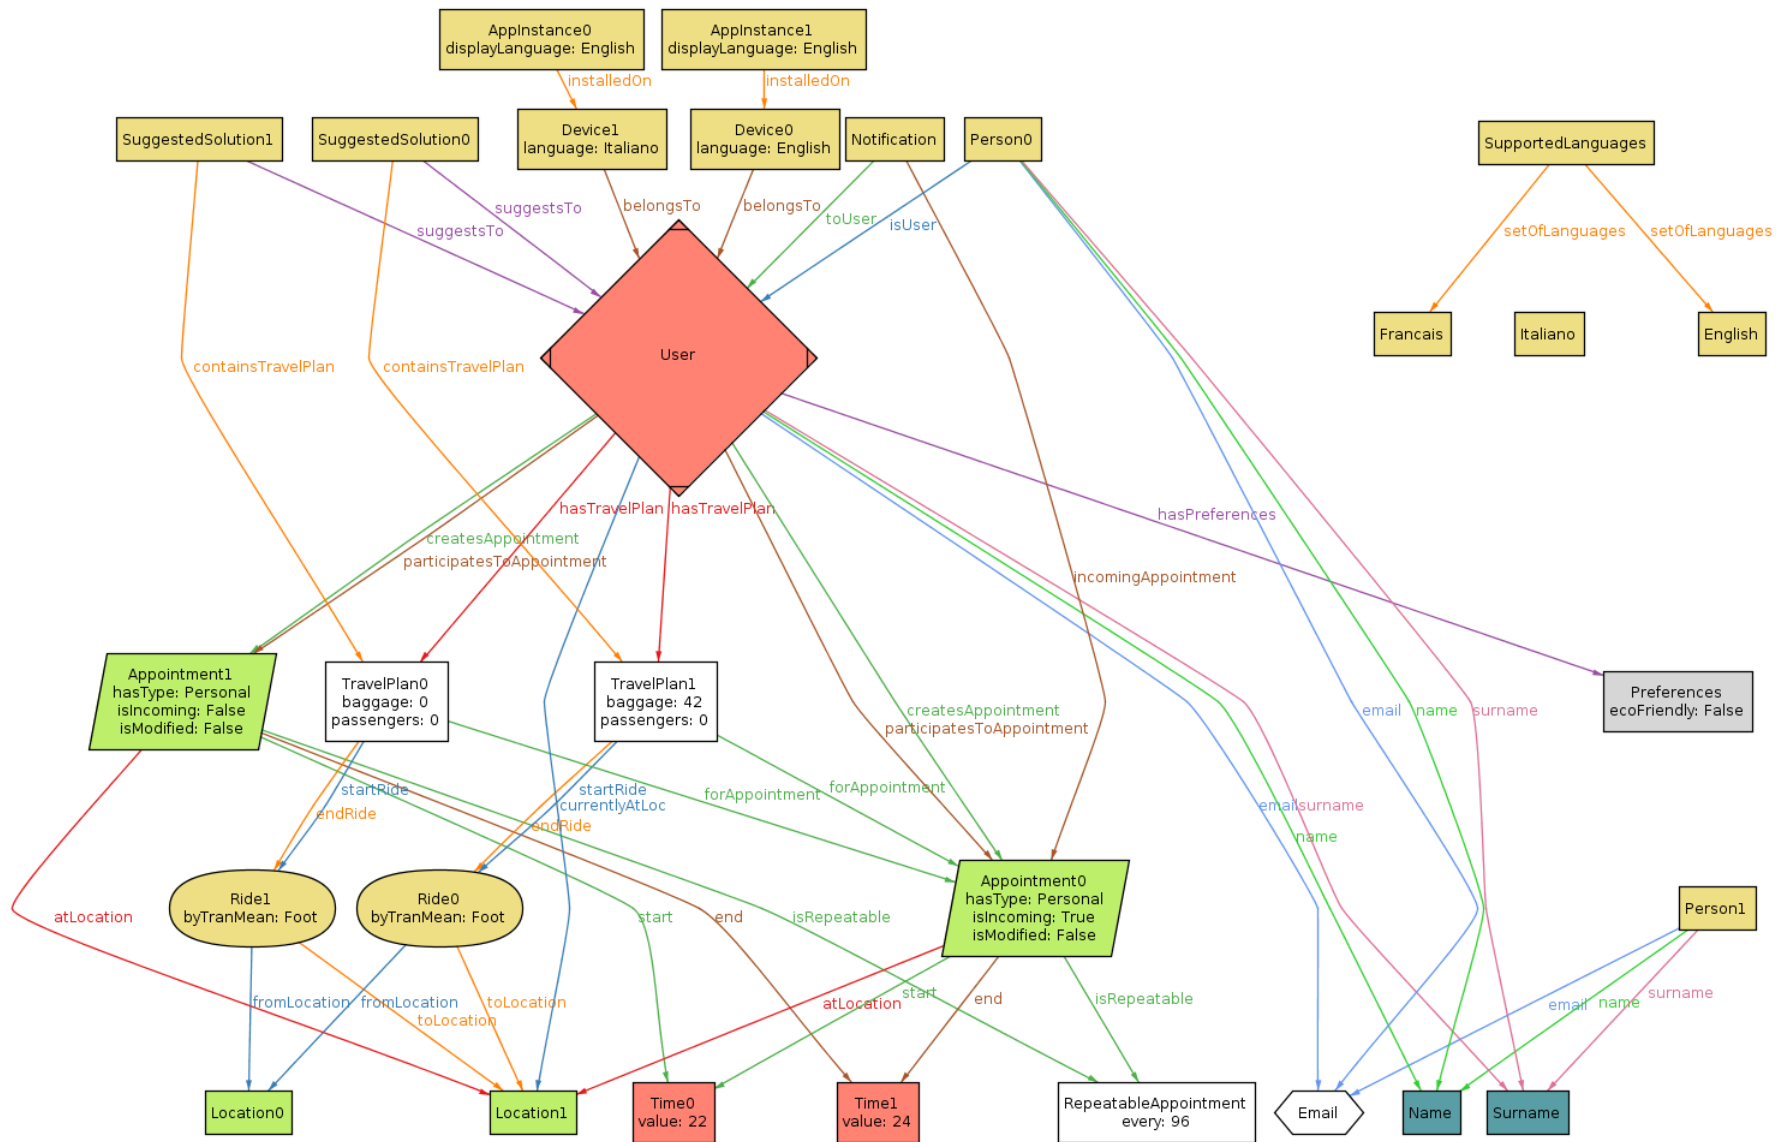 AppInstance0
displayLanguage: English
AppInstance1
displayLanguage: English
installedOn
installedOn
SuggestedSolution1
SuggestedSolution0
Device1
language: Italiano
Device0
language: English
Notification
Person0
SupportedLanguages
suggestsTo
suggestsTo
belongsTo
belongsTo
toUser
isUser
setOfLanguages
setOfLanguages
User
Francais
Italiano
English
containsTravelPlan
containsTravelPlan
hasTravelPlan
hasTravelPlan
hasPreferences
createsAppointment
participatesToAppointment
incomingAppointment
Appointment1
hasType: Personal
isIncoming: False
isModified: False
TravelPlan0
baggage: 0
passengers: 0
TravelPlan1
baggage: 42
passengers: 0
createsAppointment
participatesToAppointment
email
name
surname
Preferences
ecoFriendly: False
startRide
endRide
startRide
currentlyAtLoc
endRide
forAppointment
forAppointment
email
surname
name
Ride1
byTranMean: Foot
Ride0
byTranMean: Foot
Appointment0
hasType: Personal
isIncoming: True
isModified: False
Person1
atLocation
start
end
isRepeatable
fromLocation
toLocation
fromLocation
toLocation
atLocation
start
end
isRepeatable
email
name
surname
Location0
Location1
Time0
value: 22
Time1
value: 24
RepeatableAppointment
every: 96
Email
Name
Surname